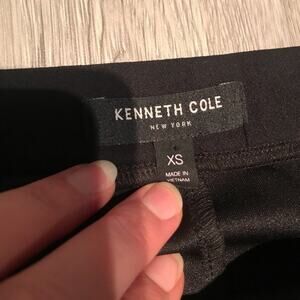 KENNETH COLE
NEW YORK
XS
MADE IN
VIETNAM